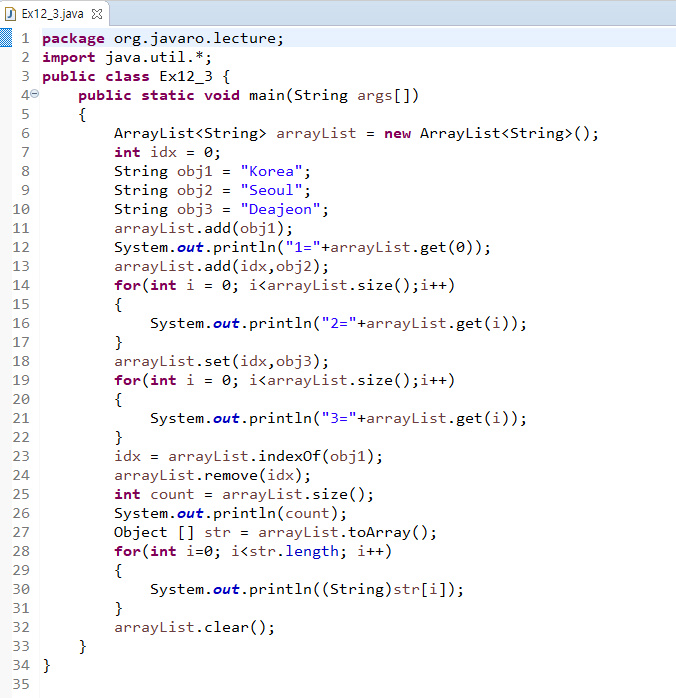 Ex12_3.java
1 package org.javaro.lecture;
2 import java.util.*;
3 public class Ex12_3 {
4     public static void main(String args[])
5     {
6         ArrayList<String> arrayList = new ArrayList<String>();
7         int idx = 0;
8         String obj1 = "Korea";
9         String obj2 = "Seoul";
10         String obj3 = "Deajeon";
11         arrayList.add(obj1);
12         System.out.println("1="+arrayList.get(0));
13         arrayList.add(idx,obj2);
14         for(int i = 0; i<arrayList.size();i++)
15         {
16             System.out.println("2="+arrayList.get(i));
17         }
18         arrayList.set(idx,obj3);
19         for(int i = 0; i<arrayList.size();i++)
20         {
21             System.out.println("3="+arrayList.get(i));
22         }
23         idx = arrayList.indexOf(obj1);
24         arrayList.remove(idx);
25         int count = arrayList.size();
26         System.out.println(count);
27         Object [] str = arrayList.toArray();
28         for(int i=0; i<str.length; i++)
29         {
30             System.out.println((String)str[i]);
31         }
32         arrayList.clear();
33     }
34 }
35